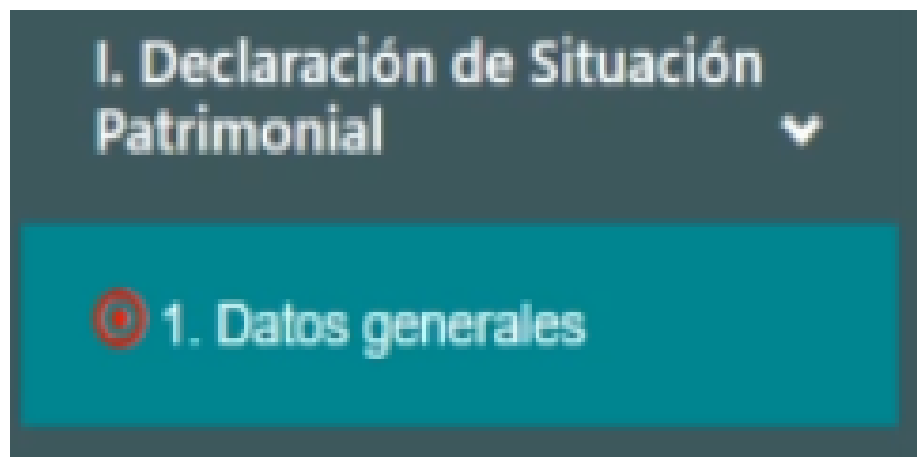 I. Declaración de Situación
Patrimonial
1. Datos generales